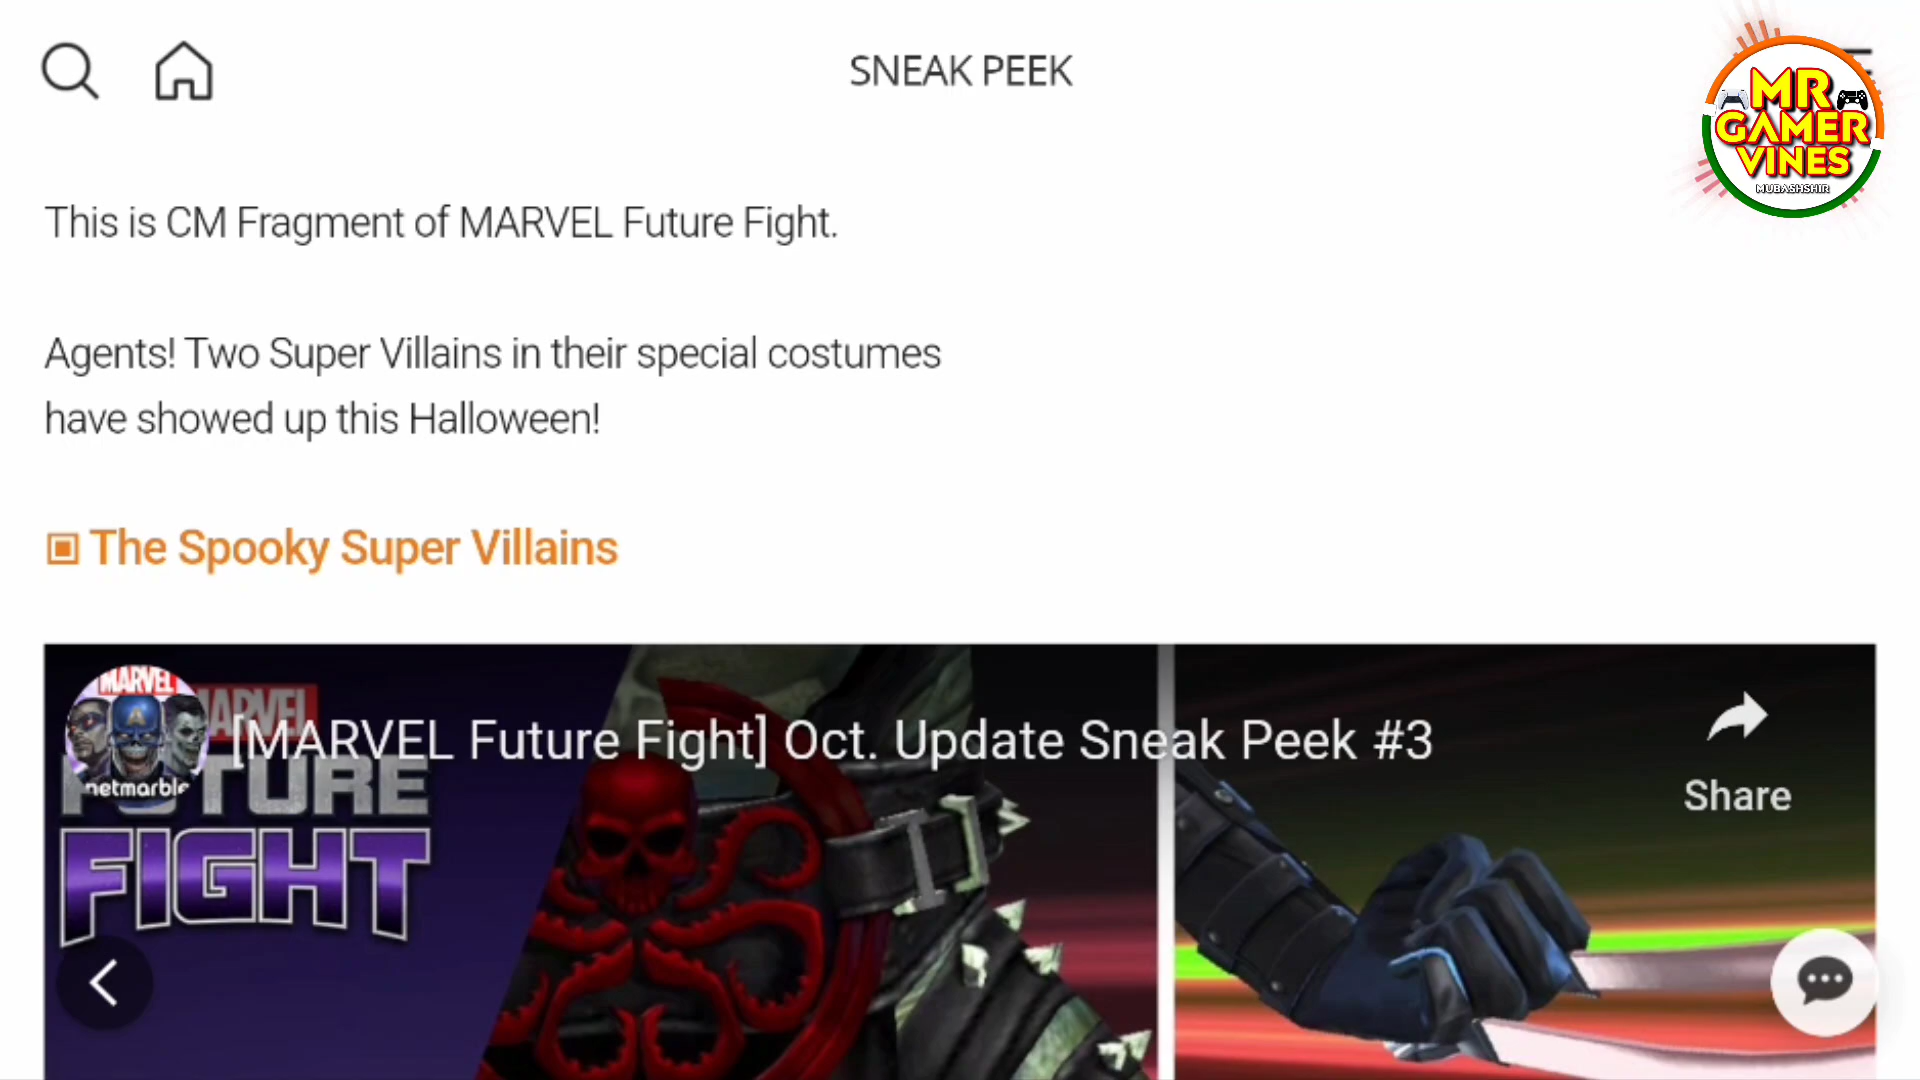 SNEAK PEEK
MR
GAMER
VINES
MUBASHSHIR
This is CM Fragment of MARVEL Future Fight.
Agents! Two Super Villains in their special costumes
have showed up this Halloween!
The Spooky Super Villains
MARVEL
netmarble
MARVEL
FUTURE
FIGHT
[MARVEL Future Fight] Oct. Update Sneak Peek #3
Share